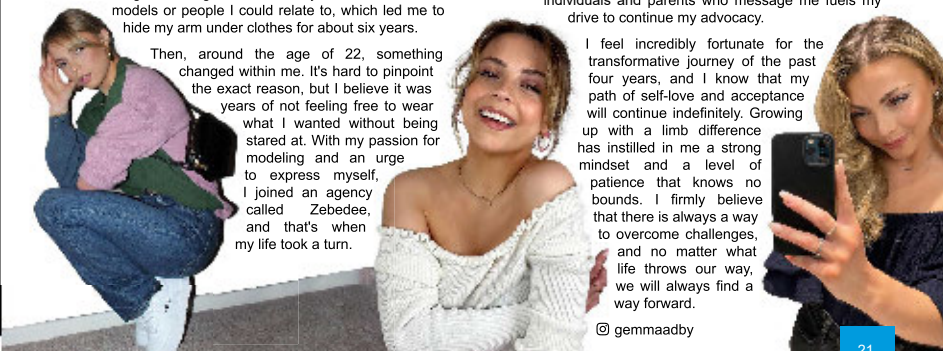 models or people I could relate to, which led me to
hide my arm under clothes for about six years.
Then, around the age of 22, something
changed within me. It's hard to pinpoint
the exact reason, but I believe it was
years of not feeling free to wear
what I wanted without being
stared at. With my passion for
modeling and an urge
to express myself,
I joined an agency
called Zebedee,
and that's when
my life took a turn.
individuals and parents who message me fuels my
drive to continue my advocacy.
I feel incredibly fortunate for the
transformative journey of the past
four years, and I know that my
path of self-love and acceptance
will continue indefinitely. Growing
up with a limb difference
has instilled in me a strong
mindset and a level of
patience that knows no
bounds. I firmly believe
that there is always a way
to overcome challenges,
and no matter what
life throws our way,
we will always find a
way forward.
gemmaadby
21